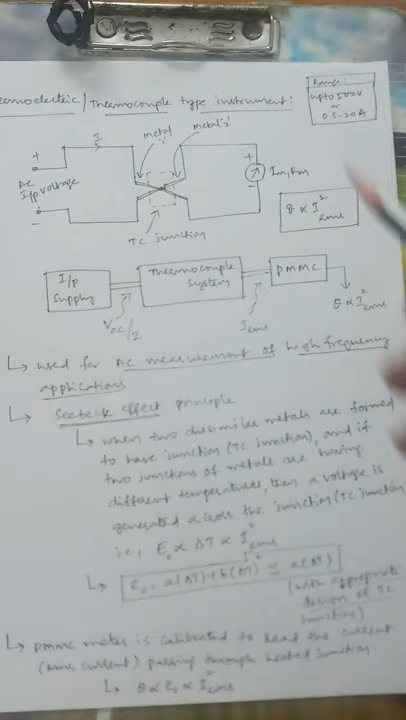 Thermoelectric/Thermocouple type instrument:
Range:
upto 500V
or
0.5-20A
I
metal '1'
metal '2'
+
AC
I/p voltage
-
+
Im, Rm
-
TC junction
θ ∝ I²rms
I/p
supply
Thermocouple
System
PMMC
θ ∝ I²rms
Irms
↳ used for AC measurement of high frequency
applications
↳ Seebeck effect principle
↳ when two dissimilar metals are formed
to have junction (TC junction), and if
two junctions of metals are having
different temperatures, then a voltage is
generated across the junction (TC junction)
i.e., E₀ ∝ ΔT ∝ I²rms
↳ E₀ = a(ΔT)+b(ΔT)² ≈ a(ΔT)
(with appropriate
design of TC
junction)
↳ PMMC meter is calibrated to read the current
(rms current) passing through heated junction
↳ θ ∝ E₀ ∝ I²rms